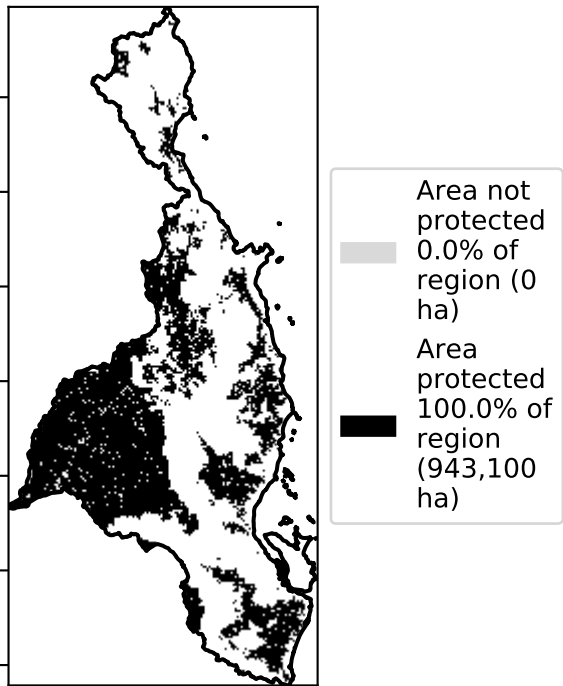 Area not
protected
0.0% of
region (0
ha)
Area
protected
100.0% of
region
(943,100
ha)